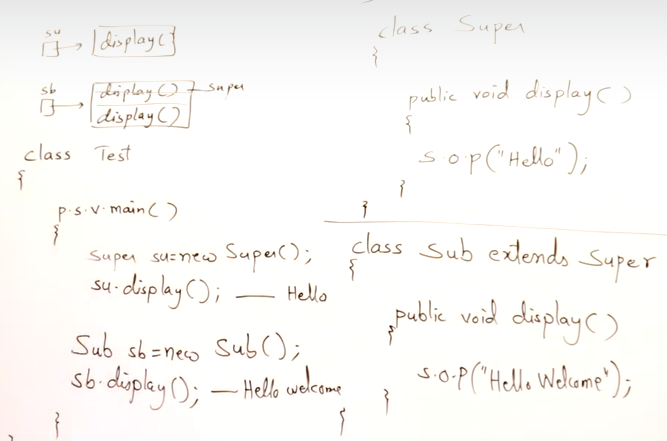 su
display()
sb
display() super
display()
class Test
{
p.s.v.main()
{
Super su=new Super();
su.display(); — Hello
Sub sb=new Sub();
sb.display(); — Hello welcome
}
}
class Super
{
public void display()
{
s.o.p("Hello");
}
}
class Sub extends Super
{
public void display()
{
s.o.p("Hello Welcome");
}
}